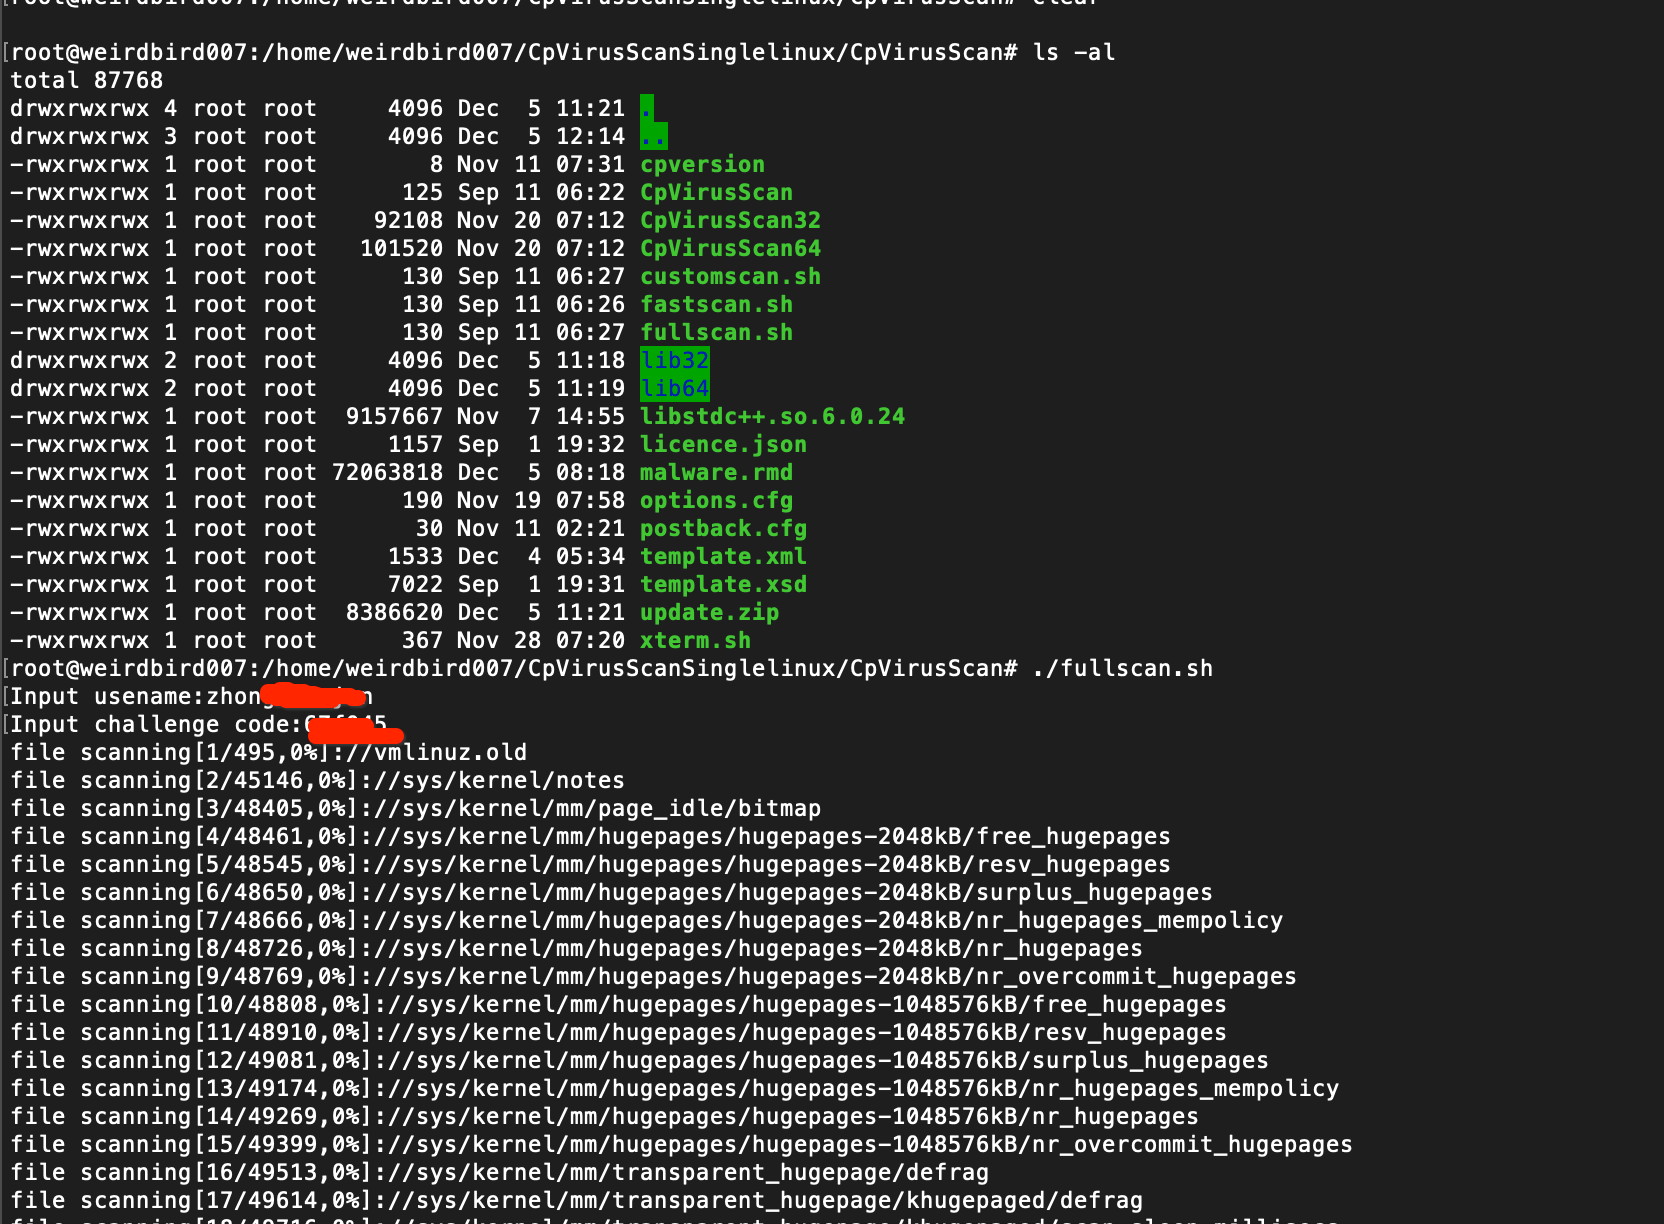 [root@weirdbird007:/home/weirdbird007/CpVirusScanSinglelinux/CpVirusScan# clear
[root@weirdbird007:/home/weirdbird007/CpVirusScanSinglelinux/CpVirusScan# ls -al
total 87768
drwxrwxrwx 4 root root     4096 Dec  5 11:21 .
drwxrwxrwx 3 root root     4096 Dec  5 12:14 ..
-rwxrwxrwx 1 root root        8 Nov 11 07:31 cpversion
-rwxrwxrwx 1 root root      125 Sep 11 06:22 CpVirusScan
-rwxrwxrwx 1 root root    92108 Nov 20 07:12 CpVirusScan32
-rwxrwxrwx 1 root root   101520 Nov 20 07:12 CpVirusScan64
-rwxrwxrwx 1 root root      130 Sep 11 06:27 customscan.sh
-rwxrwxrwx 1 root root      130 Sep 11 06:26 fastscan.sh
-rwxrwxrwx 1 root root      130 Sep 11 06:27 fullscan.sh
drwxrwxrwx 2 root root     4096 Dec  5 11:18 lib32
drwxrwxrwx 2 root root     4096 Dec  5 11:19 lib64
-rwxrwxrwx 1 root root  9157667 Nov  7 14:55 libstdc++.so.6.0.24
-rwxrwxrwx 1 root root     1157 Sep  1 19:32 licence.json
-rwxrwxrwx 1 root root 72063818 Dec  5 08:18 malware.rmd
-rwxrwxrwx 1 root root      190 Nov 19 07:58 options.cfg
-rwxrwxrwx 1 root root       30 Nov 11 02:21 postback.cfg
-rwxrwxrwx 1 root root     1533 Dec  4 05:34 template.xml
-rwxrwxrwx 1 root root     7022 Sep  1 19:31 template.xsd
-rwxrwxrwx 1 root root  8386620 Dec  5 11:21 update.zip
-rwxrwxrwx 1 root root      367 Nov 28 07:20 xterm.sh
[root@weirdbird007:/home/weirdbird007/CpVirusScanSinglelinux/CpVirusScan# ./fullscan.sh
[Input usename:
[Input challenge code:
file scanning[1/495,0%]://vmlinuz.old
file scanning[2/45146,0%]://sys/kernel/notes
file scanning[3/48405,0%]://sys/kernel/mm/page_idle/bitmap
file scanning[4/48461,0%]://sys/kernel/mm/hugepages/hugepages-2048kB/free_hugepages
file scanning[5/48545,0%]://sys/kernel/mm/hugepages/hugepages-2048kB/resv_hugepages
file scanning[6/48650,0%]://sys/kernel/mm/hugepages/hugepages-2048kB/surplus_hugepages
file scanning[7/48666,0%]://sys/kernel/mm/hugepages/hugepages-2048kB/nr_hugepages_mempolicy
file scanning[8/48726,0%]://sys/kernel/mm/hugepages/hugepages-2048kB/nr_hugepages
file scanning[9/48769,0%]://sys/kernel/mm/hugepages/hugepages-2048kB/nr_overcommit_hugepages
file scanning[10/48808,0%]://sys/kernel/mm/hugepages/hugepages-1048576kB/free_hugepages
file scanning[11/48910,0%]://sys/kernel/mm/hugepages/hugepages-1048576kB/resv_hugepages
file scanning[12/49081,0%]://sys/kernel/mm/hugepages/hugepages-1048576kB/surplus_hugepages
file scanning[13/49174,0%]://sys/kernel/mm/hugepages/hugepages-1048576kB/nr_hugepages_mempolicy
file scanning[14/49269,0%]://sys/kernel/mm/hugepages/hugepages-1048576kB/nr_hugepages
file scanning[15/49399,0%]://sys/kernel/mm/hugepages/hugepages-1048576kB/nr_overcommit_hugepages
file scanning[16/49513,0%]://sys/kernel/mm/transparent_hugepage/defrag
file scanning[17/49614,0%]://sys/kernel/mm/transparent_hugepage/khugepaged/defrag